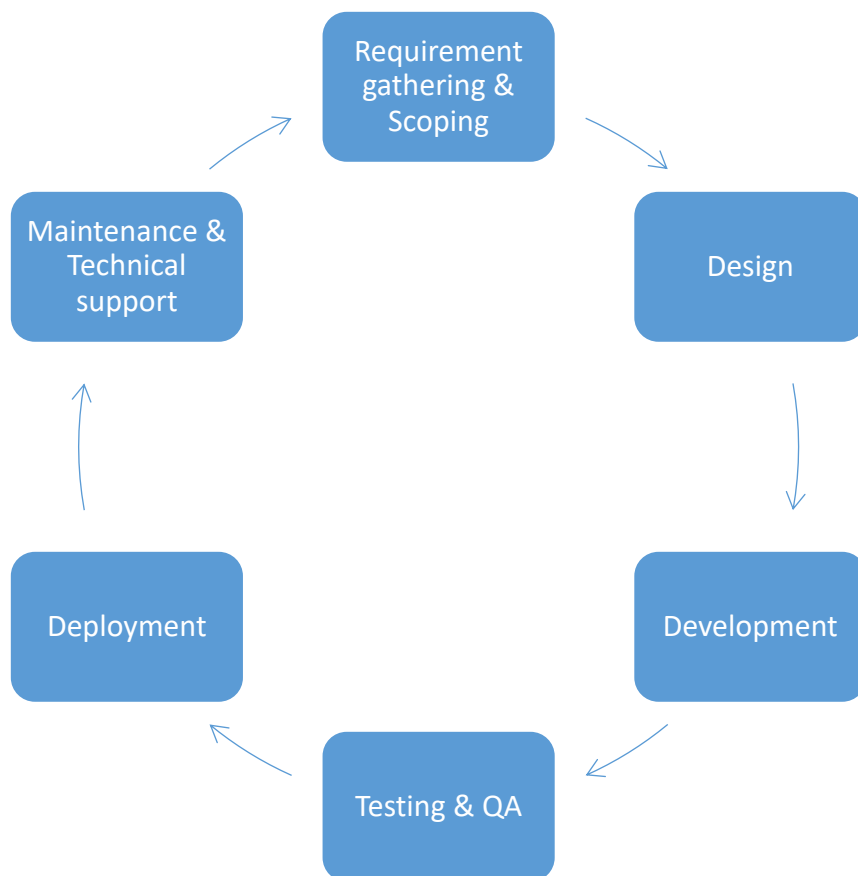 Requirement
gathering &
Scoping
Design
Development
Testing & QA
Deployment
Maintenance &
Technical
support